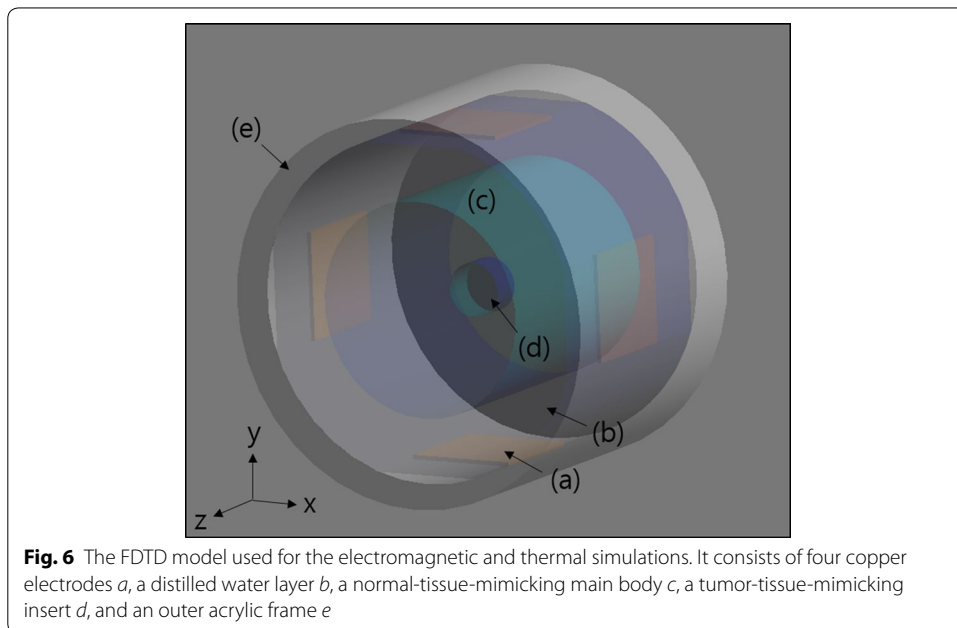 (e)
(c)
(d)
(b)
(a)
y
x
z
Fig. 6 The FDTD model used for the electromagnetic and thermal simulations. It consists of four copper
electrodes a, a distilled water layer b, a normal-tissue-mimicking main body c, a tumor-tissue-mimicking
insert d, and an outer acrylic frame e